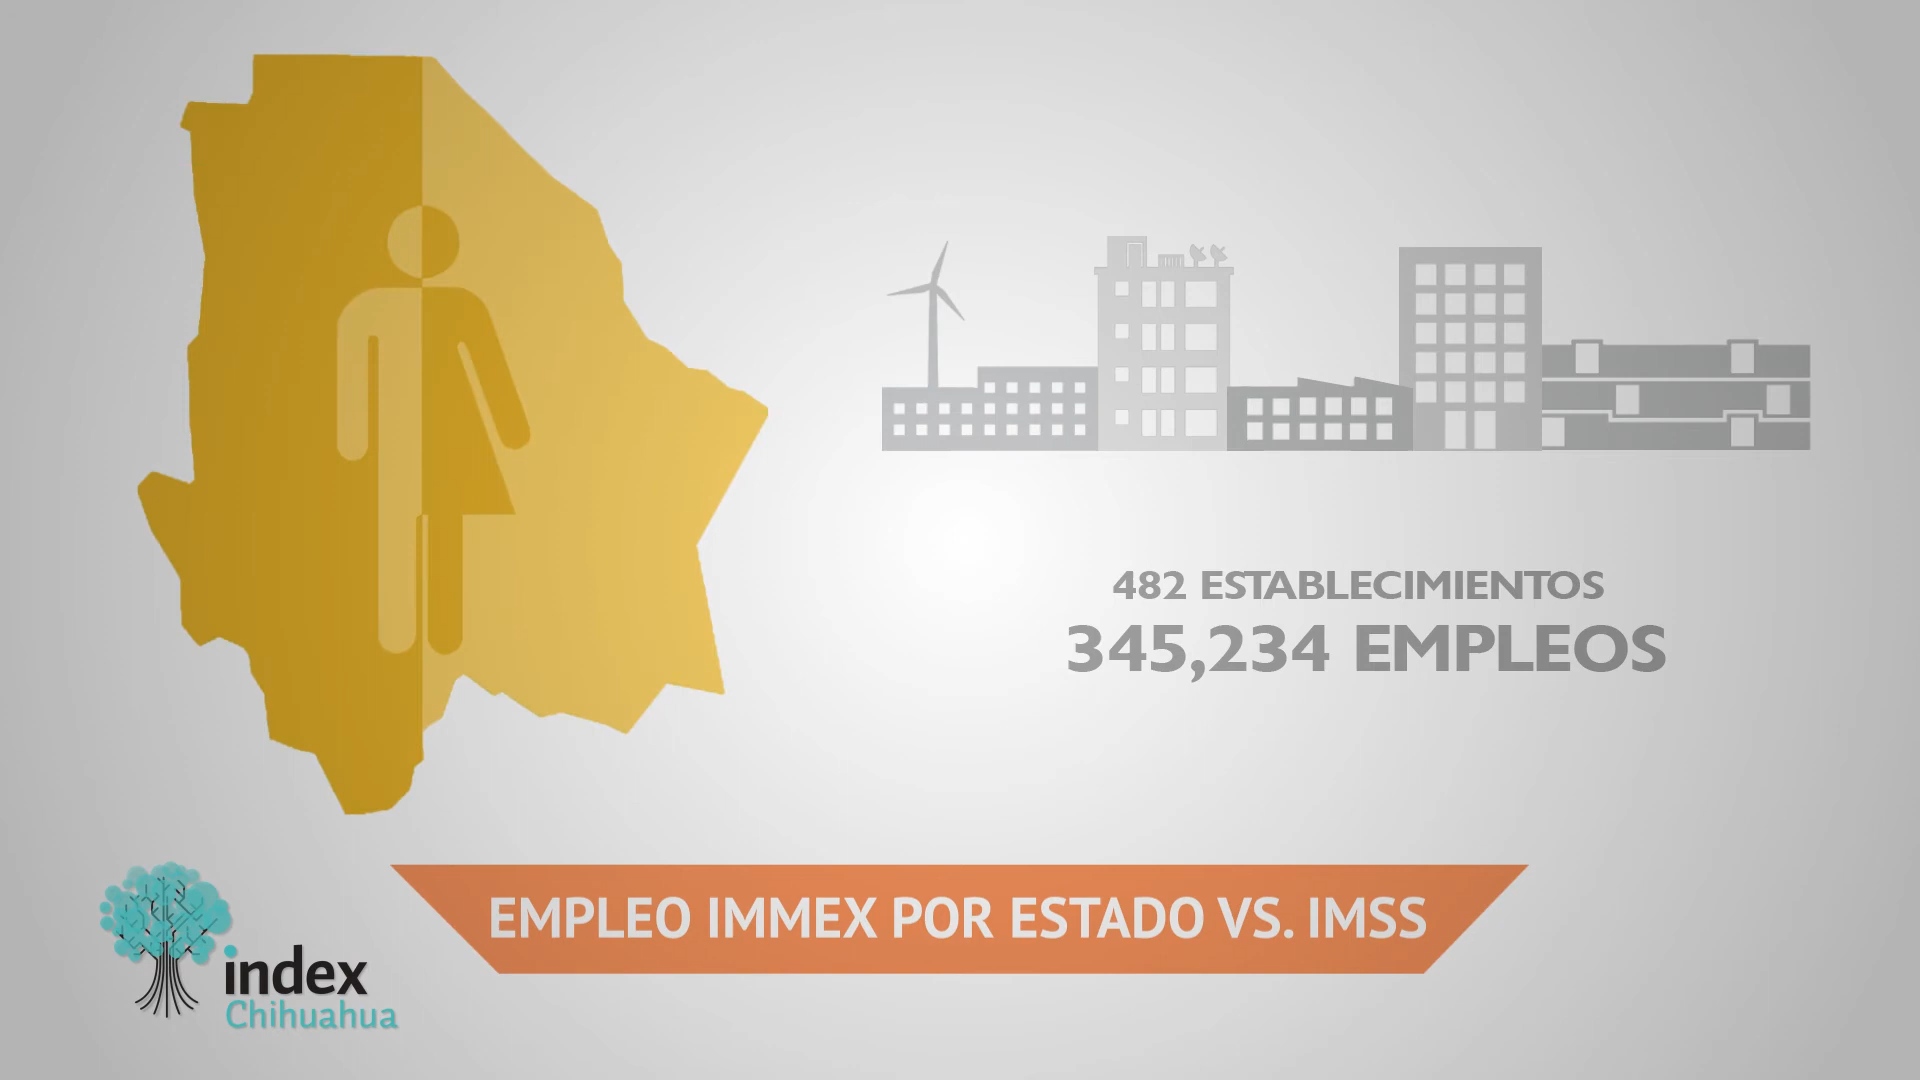 482 ESTABLECIMIENTOS
345,234 EMPLEOS
EMPLEO IMMEX POR ESTADO VS. IMSS
index
Chihuahua